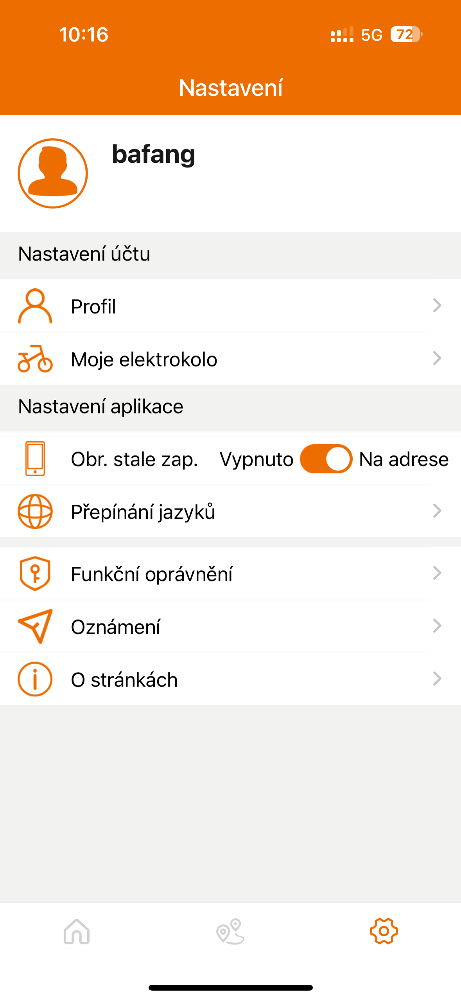 10:16 5G 72
Nastavení
bafang
Nastavení účtu
Profil
Moje elektrokolo
Nastavení aplikace
Obr. stale zap. Vypnuto Na adrese
Přepínání jazyků
Funkční oprávnění
Oznámení
O stránkách